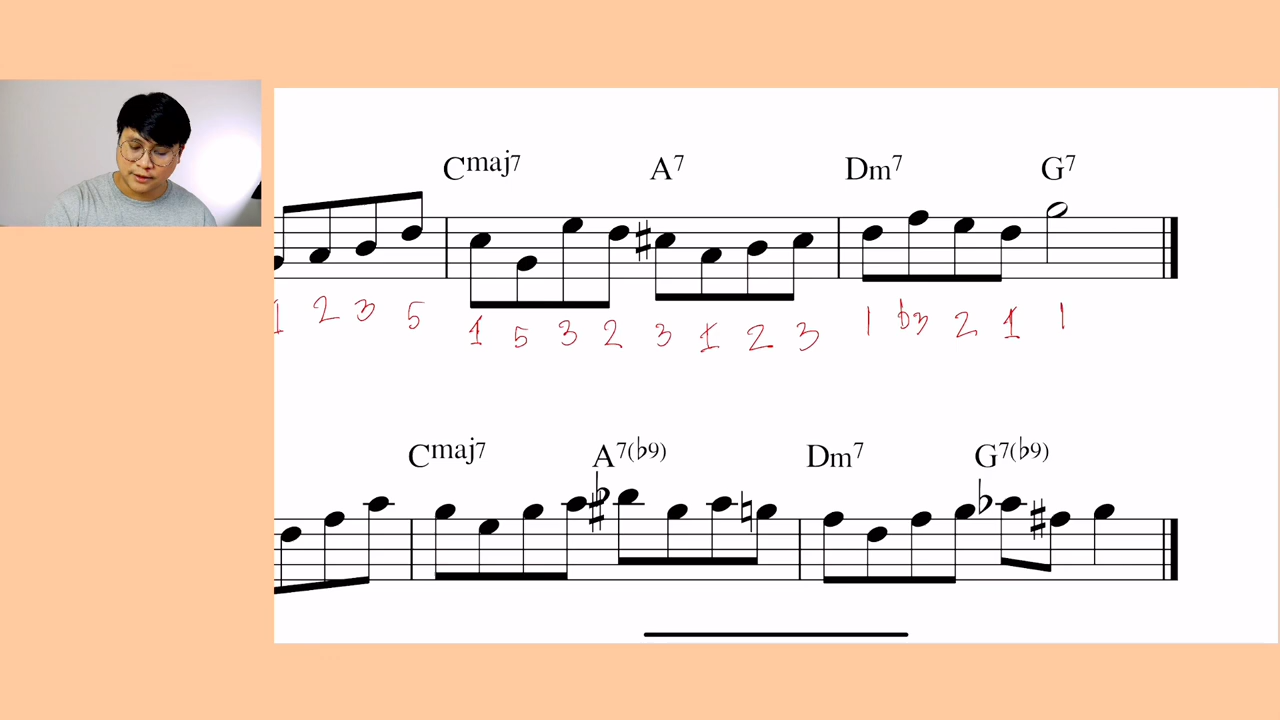 Cmaj7 A7 Dm7 G7
1 2 3 5 1 5 3 2 3 1 2 3 1 b3 2 1 1
Cmaj7 A7(♭9) Dm7 G7(♭9)